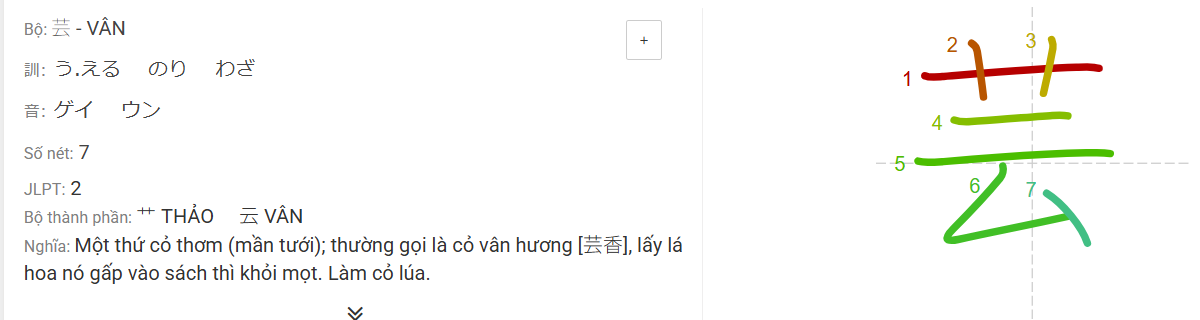 Bộ: 芸 - VÂN
+
訓: う.える のり わざ
音: ゲイ ウン
Số nét: 7
JLPT: 2
Bộ thành phần: 艹 THẢO 云 VÂN
Nghĩa: Một thứ cỏ thơm (mần tưới); thường gọi là cỏ vân hương [芸香], lấy lá
hoa nó gấp vào sách thì khỏi mọt. Làm cỏ lúa.
芸
1
2
3
4
5
6
7